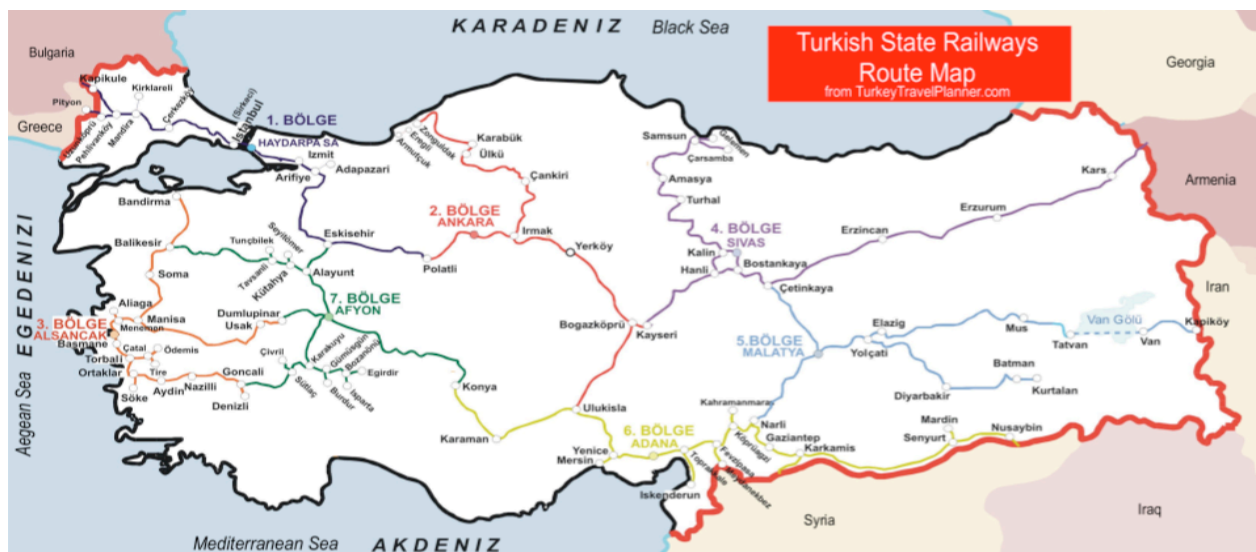 KARADENIZ Black Sea
Turkish State Railways
Route Map
from TurkeyTravelPlanner.com
Bulgaria
Georgia
Greece
Armenia
Iran
Iraq
Syria
Aegean Sea EGEDENIZI
Mediterranean Sea AKDENIZ
Kapikule
Pityon
Kirklareli
Uzunköprü
Pehlivanköy
Mandira
Çerkezköy
(Sirkeci)
Istanbul
1. BÖLGE
HAYDARPA SA
Izmit
Adapazari
Arifiye
Armutçuk
Eregli
Zonguldak
Karabük
Ülkü
Çankiri
2. BÖLGE
ANKARA
Irmak
Yerköy
Polatli
Eskisehir
Samsun
Gelemen
Çarsamba
Amasya
Turhal
4. BÖLGE
SIVAS
Kalin
Hanli
Bostankaya
Çetinkaya
Erzincan
Erzurum
Kars
Bandirma
Balikesir
Tunçbilek
Seyitömer
Tavsanli
Kütahya
Alayunt
Soma
Aliaga
Manisa
Menemen
3. BÖLGE
ALSANCAK
Basmane
7. BÖLGE
AFYON
Dumlupinar
Usak
Çatal
Ödemis
Torbali
Tire
Ortaklar
Söke
Aydin
Nazilli
Goncali
Denizli
Çivril
Sütlaç
Karakuyu
Gümüsgün
Bozanönü
Egirdir
Isparta
Burdur
Konya
Karaman
Bogazköprü
Kayseri
Ulukisla
5.BÖLGE
MALATYA
Elazig
Yolçati
Mus
Tatvan
Van Gölü
Van
Kapiköy
Batman
Kurtalan
Diyarbakir
6. BÖLGE
ADANA
Yenice
Mersin
Toprakkale
Iskenderun
Fevzipasa
Meydanekbez
Kahramanmaras
Köprüagzi
Narli
Gaziantep
Karkamis
Mardin
Senyurt
Nusaybin